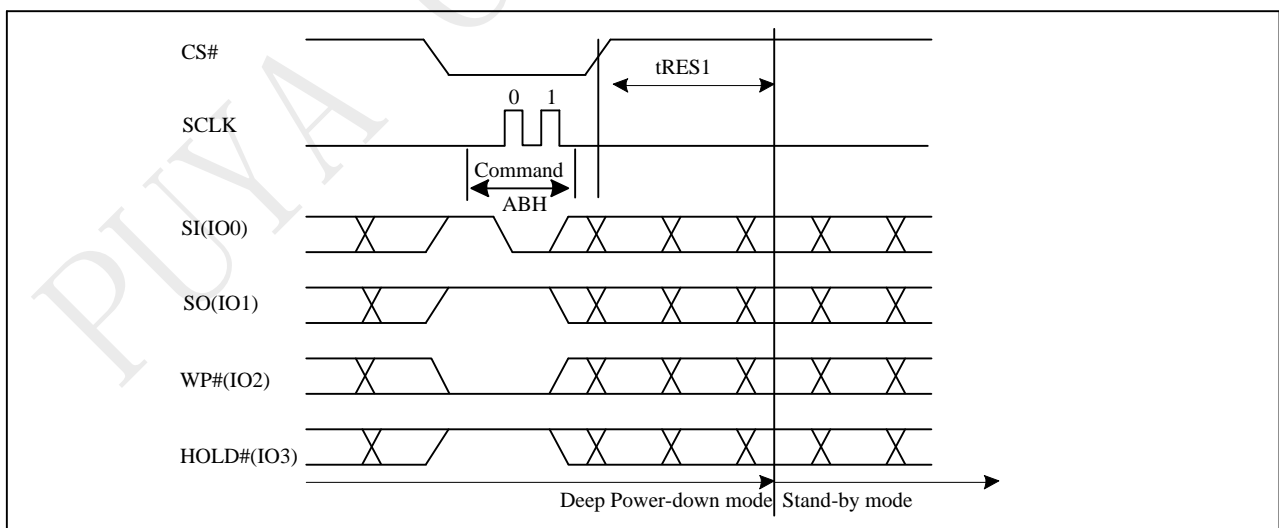 CS#
tRES1
0 1
SCLK
Command
ABH
SI(IO0)
SO(IO1)
WP#(IO2)
HOLD#(IO3)
Deep Power-down mode Stand-by mode
PUYA